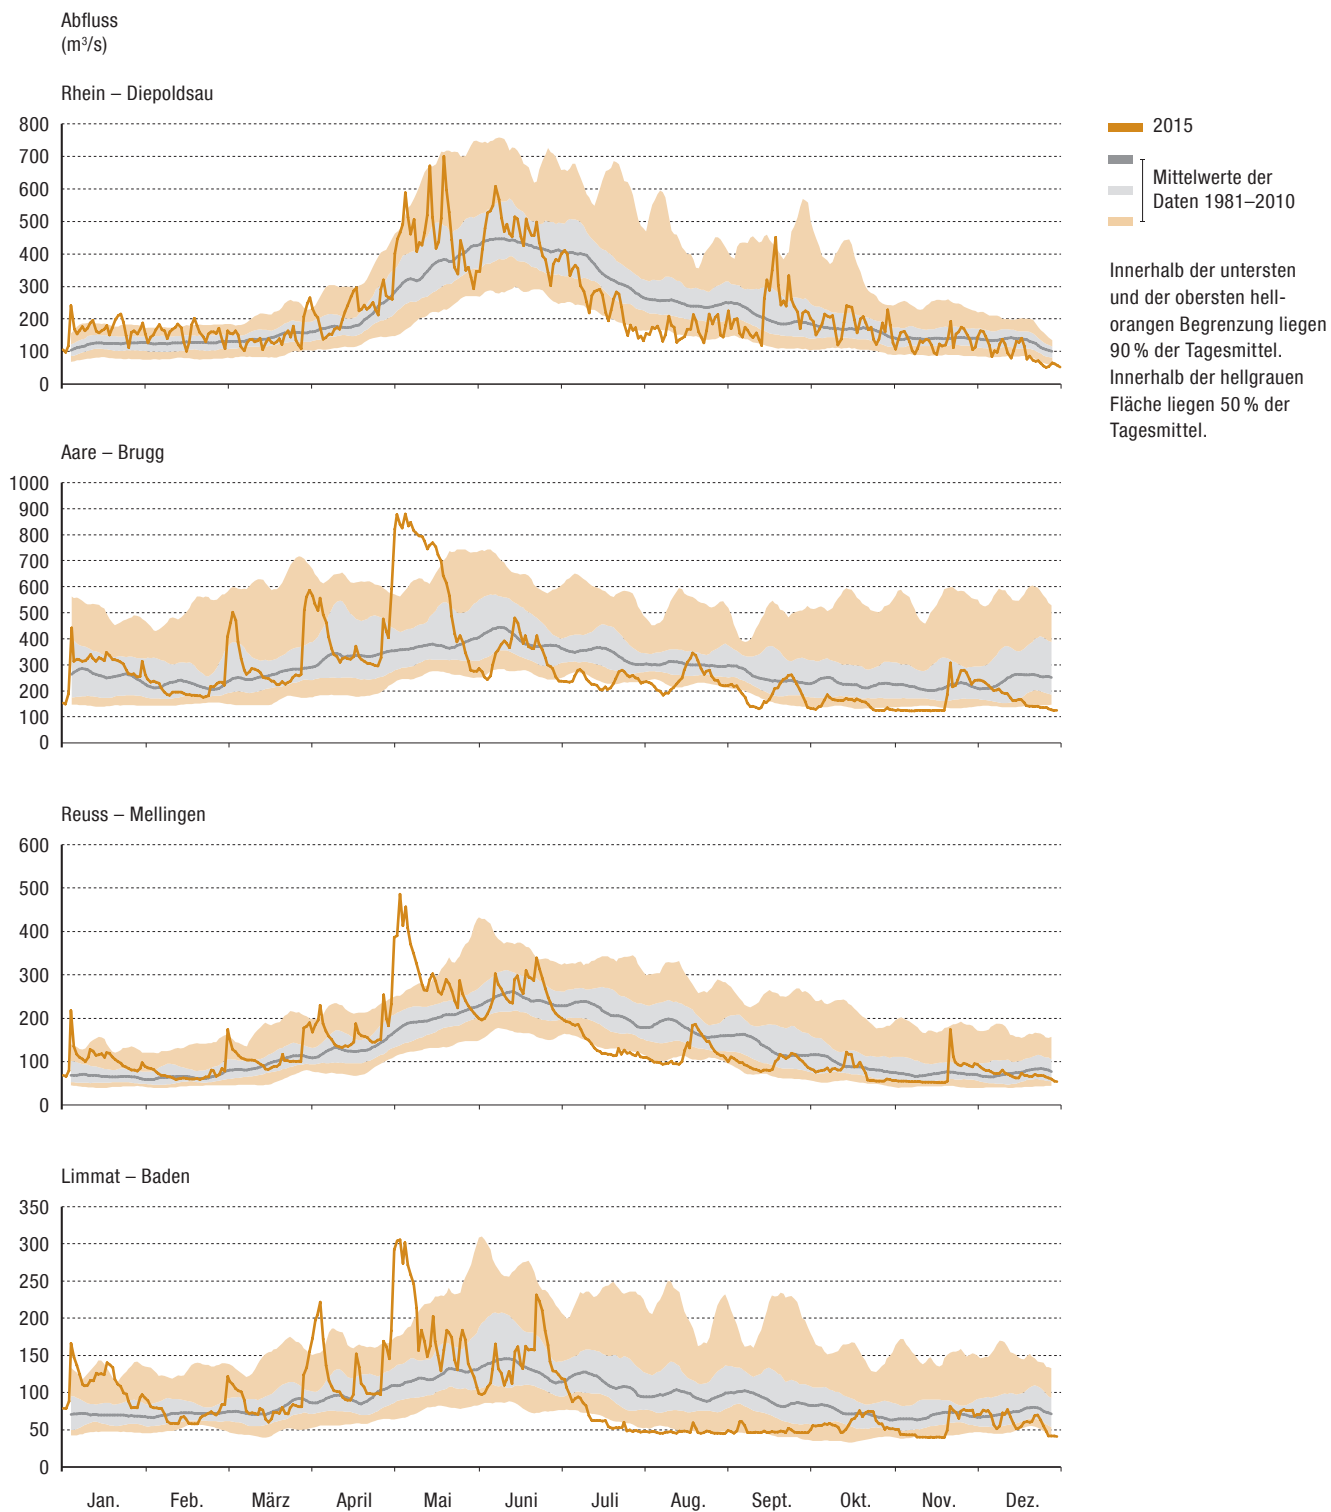 Abfluss
(m³/s)
Rhein – Diepoldsau
800
700
600
500
400
300
200
100
0
2015
Mittelwerte der
Daten 1981–2010
Innerhalb der untersten
und der obersten hell-
orangen Begrenzung liegen
90 % der Tagesmittel.
Innerhalb der hellgrauen
Fläche liegen 50 % der
Tagesmittel.
Aare – Brugg
1000
900
800
700
600
500
400
300
200
100
0
Reuss – Mellingen
600
500
400
300
200
100
0
Limmat – Baden
350
300
250
200
150
100
50
0
Jan. Feb. März April Mai Juni Juli Aug. Sept. Okt. Nov. Dez.